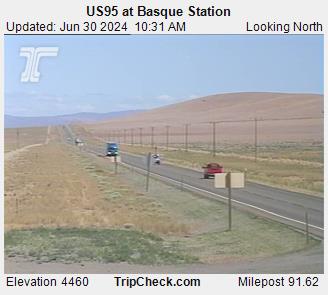 US95 at Basque Station
Updated: Jun 30 2024 10:31 AM Looking North
Elevation 4460 TripCheck.com Milepost 91.62